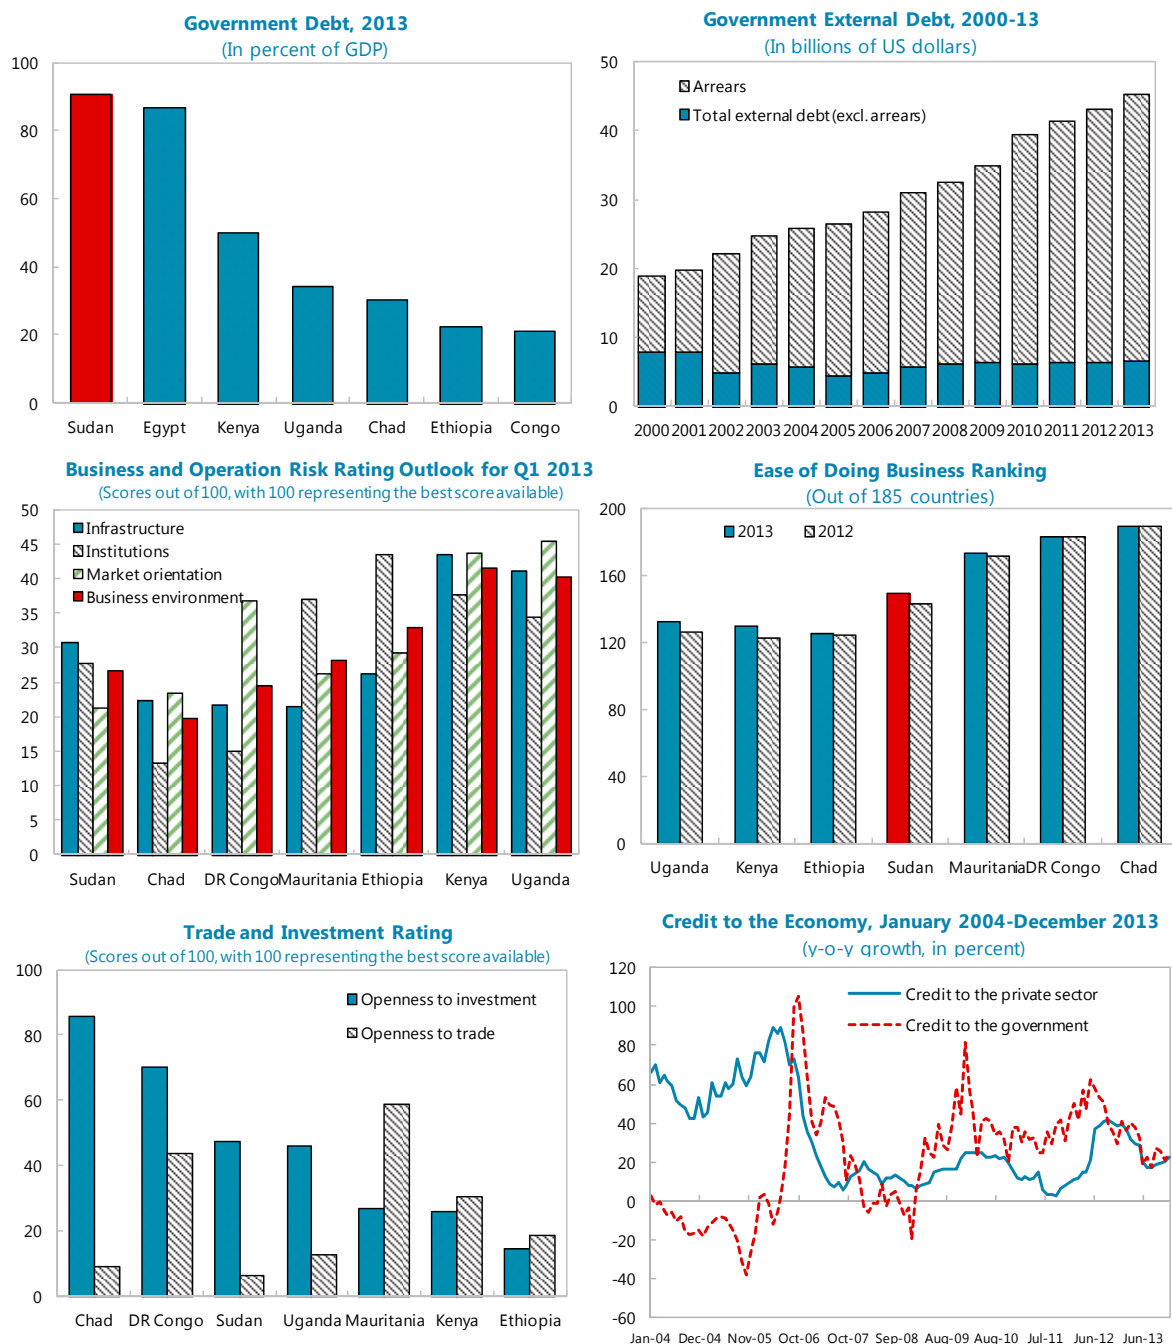 Government Debt, 2013
(In percent of GDP)
100
80
60
40
20
0
Sudan Egypt Kenya Uganda Chad Ethiopia Congo
Government External Debt, 2000-13
(In billions of US dollars)
50
40
30
20
10
0
Arrears
Total external debt (excl. arrears)
2000 2001 2002 2003 2004 2005 2006 2007 2008 2009 2010 2011 2012 2013
Business and Operation Risk Rating Outlook for Q1 2013
(Scores out of 100, with 100 representing the best score available)
50
45
40
35
30
25
20
15
10
5
0
Infrastructure
Institutions
Market orientation
Business environment
Sudan Chad DR Congo Mauritania Ethiopia Kenya Uganda
Ease of Doing Business Ranking
(Out of 185 countries)
200
160
120
80
40
0
2013 2012
Uganda Kenya Ethiopia Sudan Mauritania DR Congo Chad
Trade and Investment Rating
(Scores out of 100, with 100 representing the best score available)
100
80
60
40
20
0
Openness to investment
Openness to trade
Chad DR Congo Sudan Uganda Mauritania Kenya Ethiopia
Credit to the Economy, January 2004-December 2013
(y-o-y growth, in percent)
120
100
80
60
40
20
0
-20
-40
-60
Credit to the private sector
Credit to the government
Jan-04 Dec-04 Nov-05 Oct-06 Oct-07 Sep-08 Aug-09 Aug-10 Jul-11 Jun-12 Jun-13